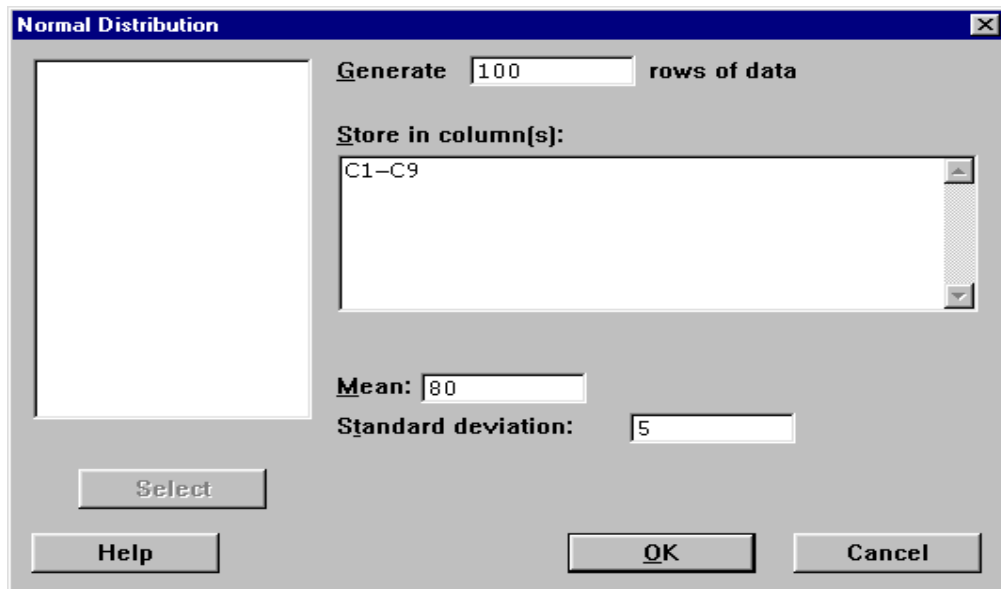 Normal Distribution
Generate 100 rows of data
Store in column(s):
C1-C9
Mean: 80
Standard deviation: 5
Select
Help OK Cancel